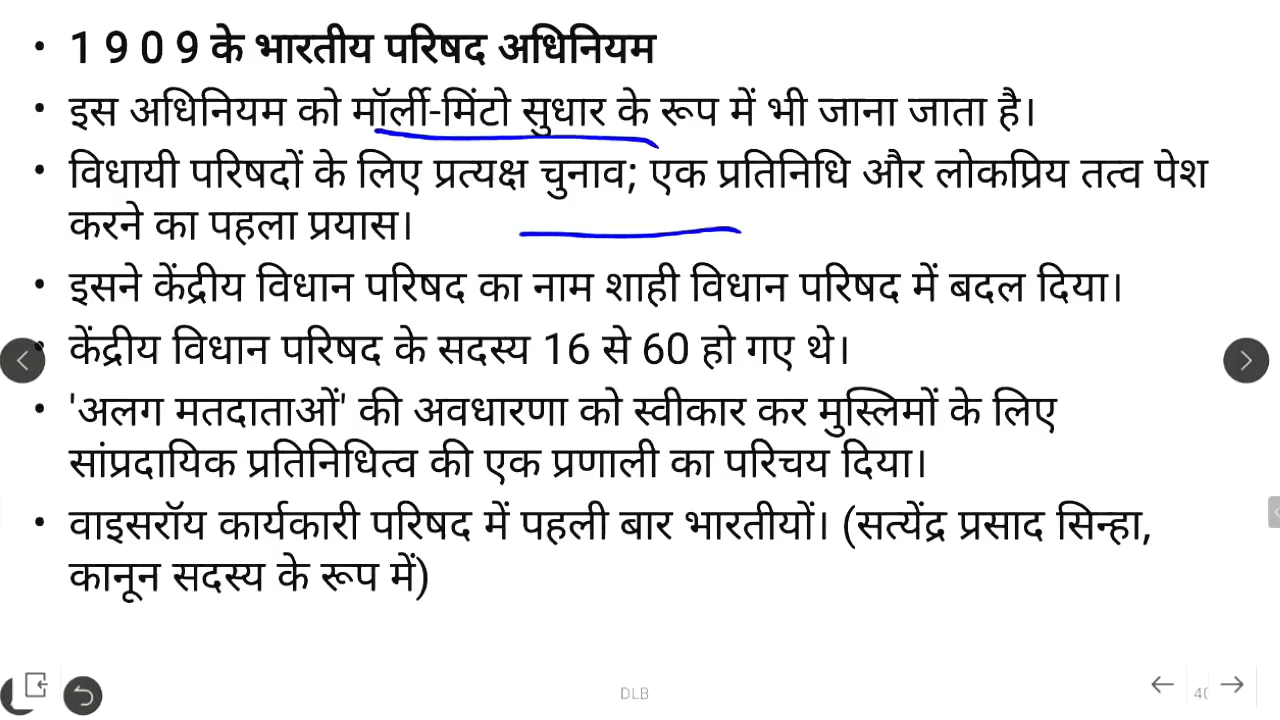 • 1 9 0 9 के भारतीय परिषद अधिनियम
• इस अधिनियम को मॉर्ली-मिंटो सुधार के रूप में भी जाना जाता है।
• विधायी परिषदों के लिए प्रत्यक्ष चुनाव; एक प्रतिनिधि और लोकप्रिय तत्व पेश
करने का पहला प्रयास।
• इसने केंद्रीय विधान परिषद का नाम शाही विधान परिषद में बदल दिया।
• केंद्रीय विधान परिषद के सदस्य 16 से 60 हो गए थे।
• 'अलग मतदाताओं' की अवधारणा को स्वीकार कर मुस्लिमों के लिए
सांप्रदायिक प्रतिनिधित्व की एक प्रणाली का परिचय दिया।
• वाइसरॉय कार्यकारी परिषद में पहली बार भारतीयों। (सत्येंद्र प्रसाद सिन्हा,
कानून सदस्य के रूप में)
DLB